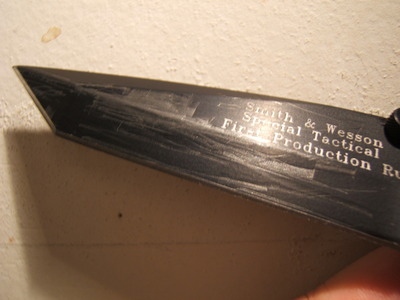 Smith & Wesson
Special Tactical
First Production Ru